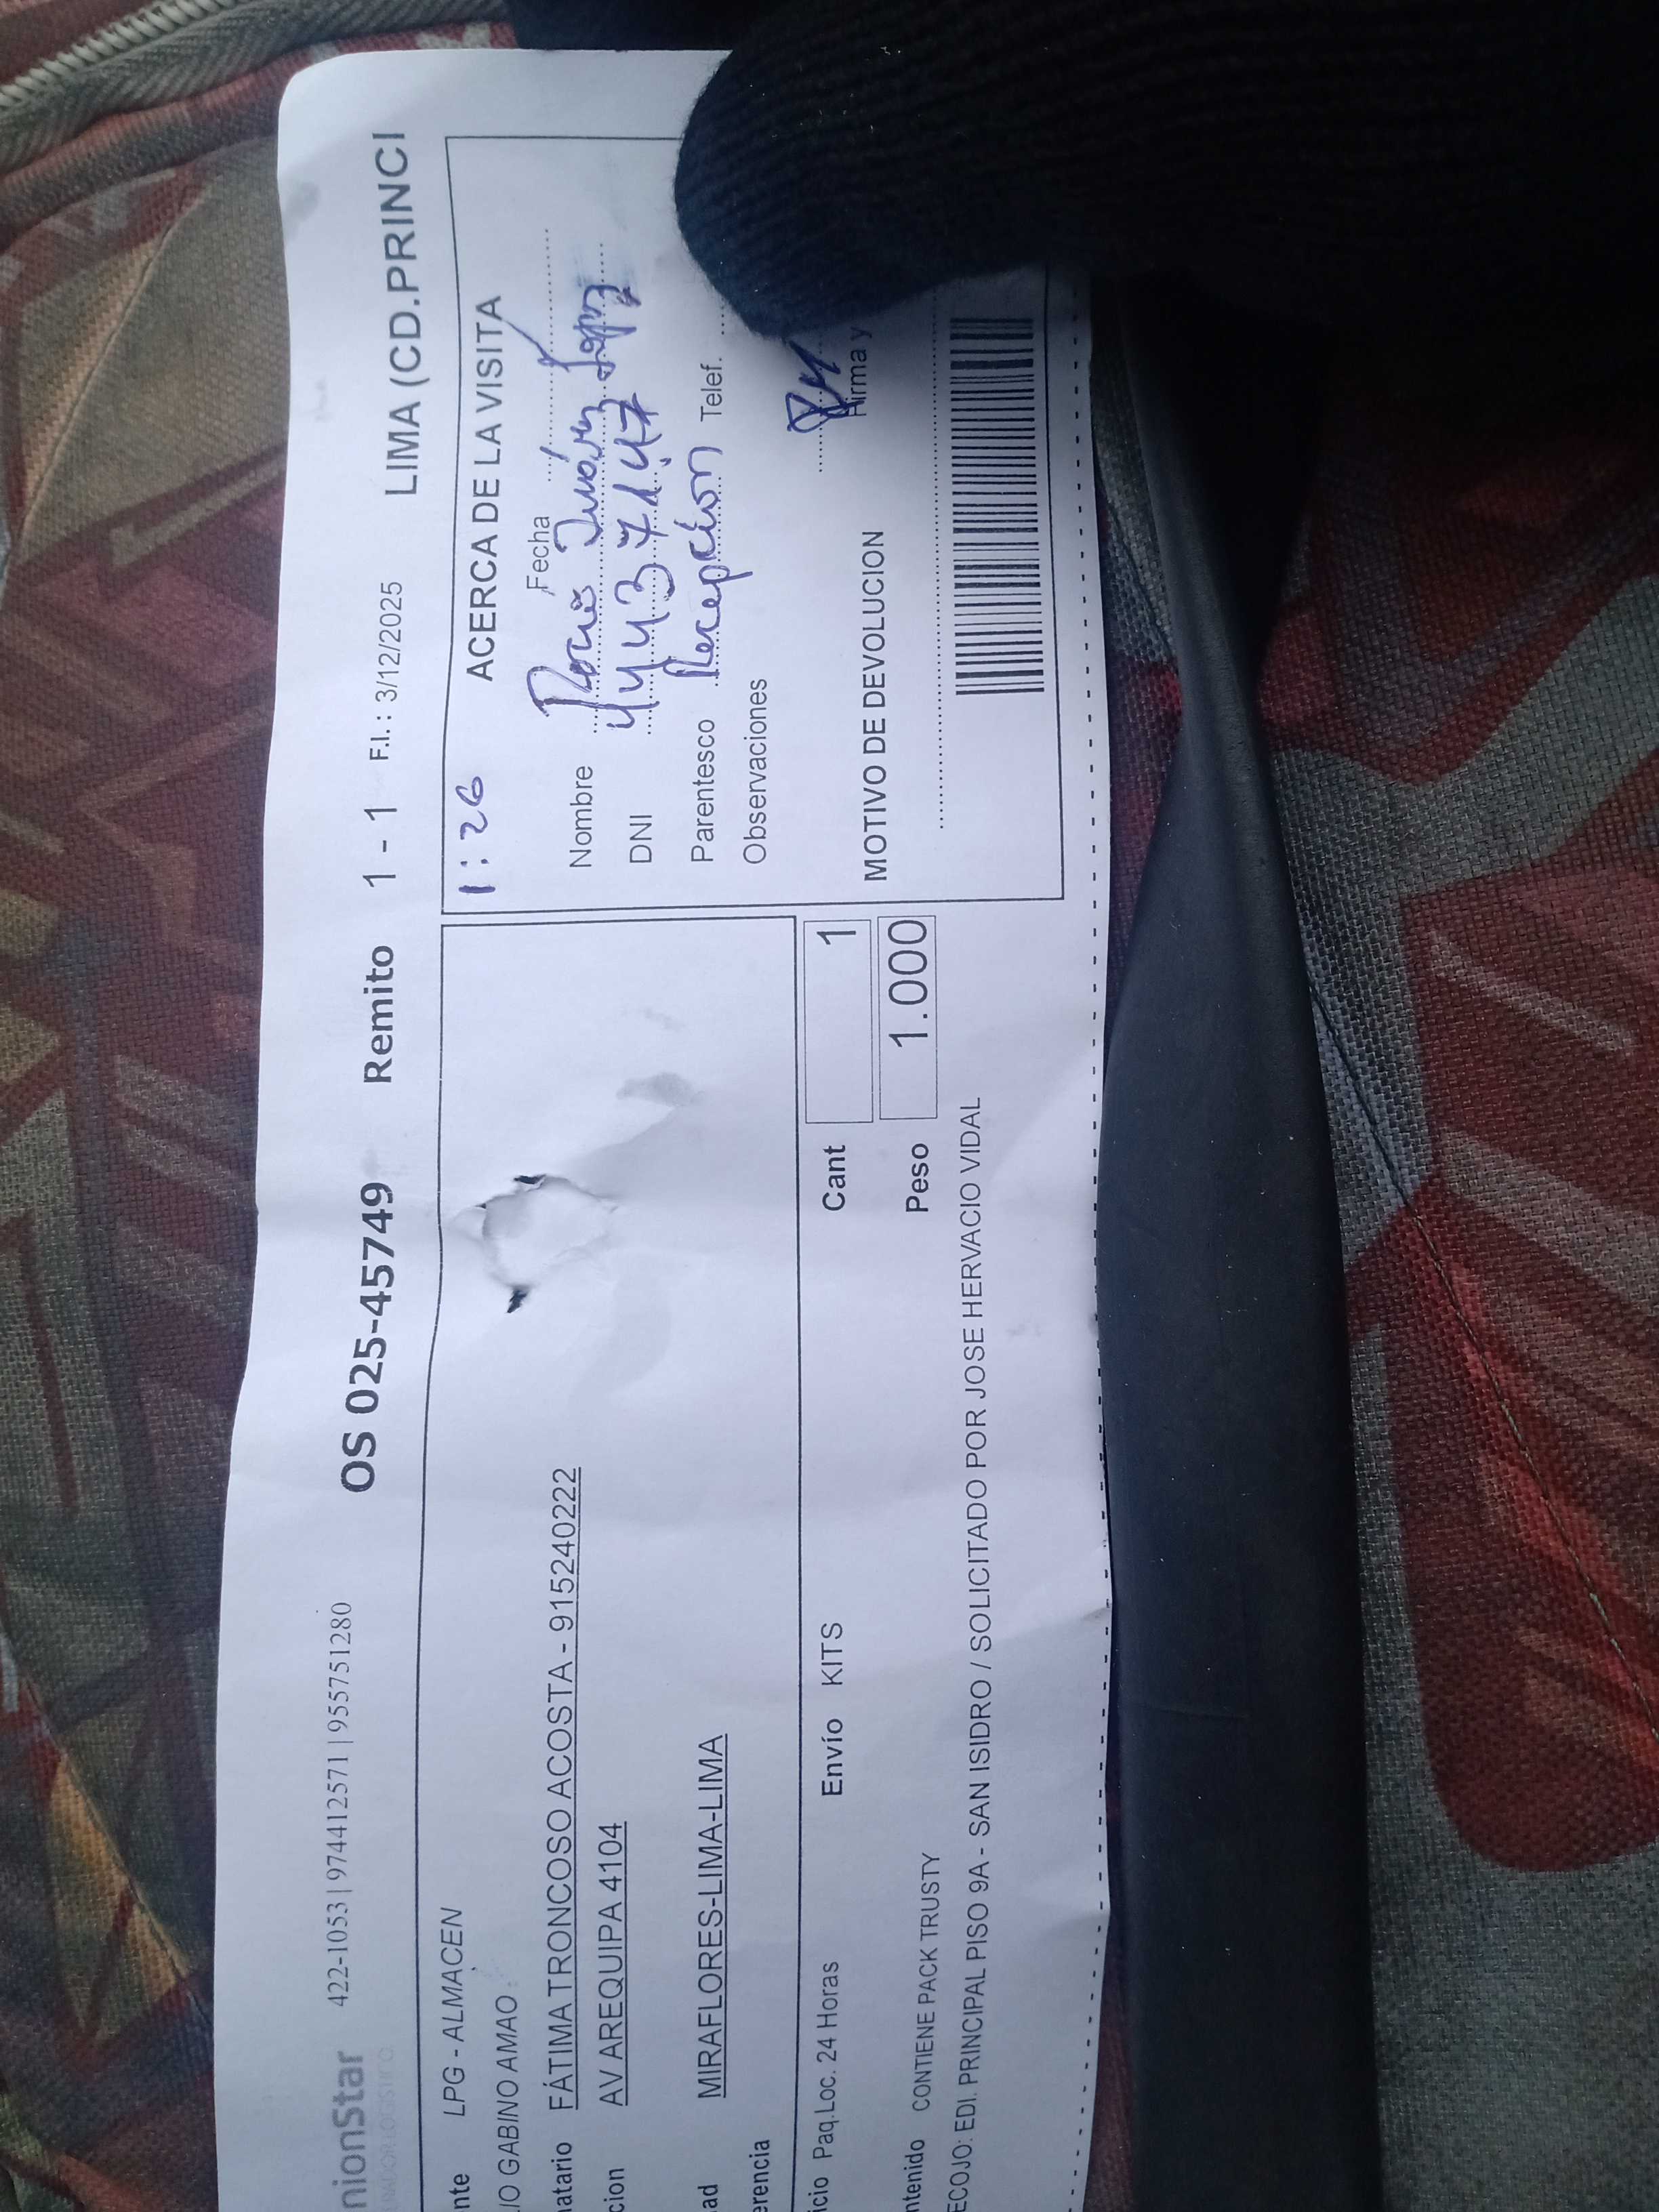 nionStar 422-1053 | 974412571 | 955751280 OS 025-45749 Remito 1 - 1 F.I.: 3/12/2025 LIMA (CD.PRINCI
nte LPG - ALMACEN
IO GABINO AMAO
natario FÁTIMA TRONCOSO ACOSTA - 915240222
cion AV AREQUIPA 4104
ad MIRAFLORES-LIMA-LIMA
erencia
icio Paq.Loc. 24 Horas Envío KITS Cant 1
ntenido CONTIENE PACK TRUSTY Peso 1.000
ECOJO: EDI. PRINCIPAL PISO 9A - SAN ISIDRO / SOLICITADO POR JOSE HERVACIO VIDAL
1:26 ACERCA DE LA VISITA
Fecha
Nombre
DNI 44437147
Parentesco Recepción Telef.
Observaciones
Firma y
MOTIVO DE DEVOLUCION